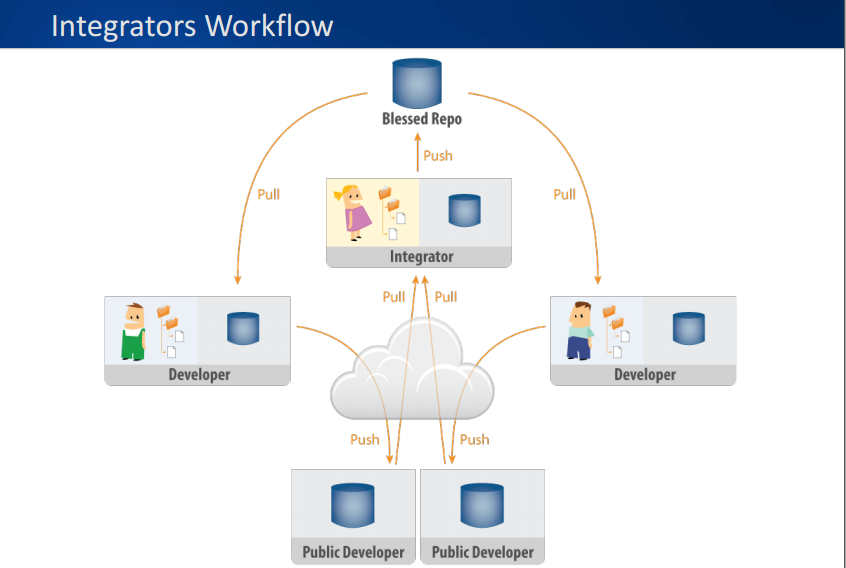 Integrators Workflow
Blessed Repo
Push
Pull
Pull
Integrator
Pull
Pull
Developer
Developer
Push
Push
Public Developer
Public Developer